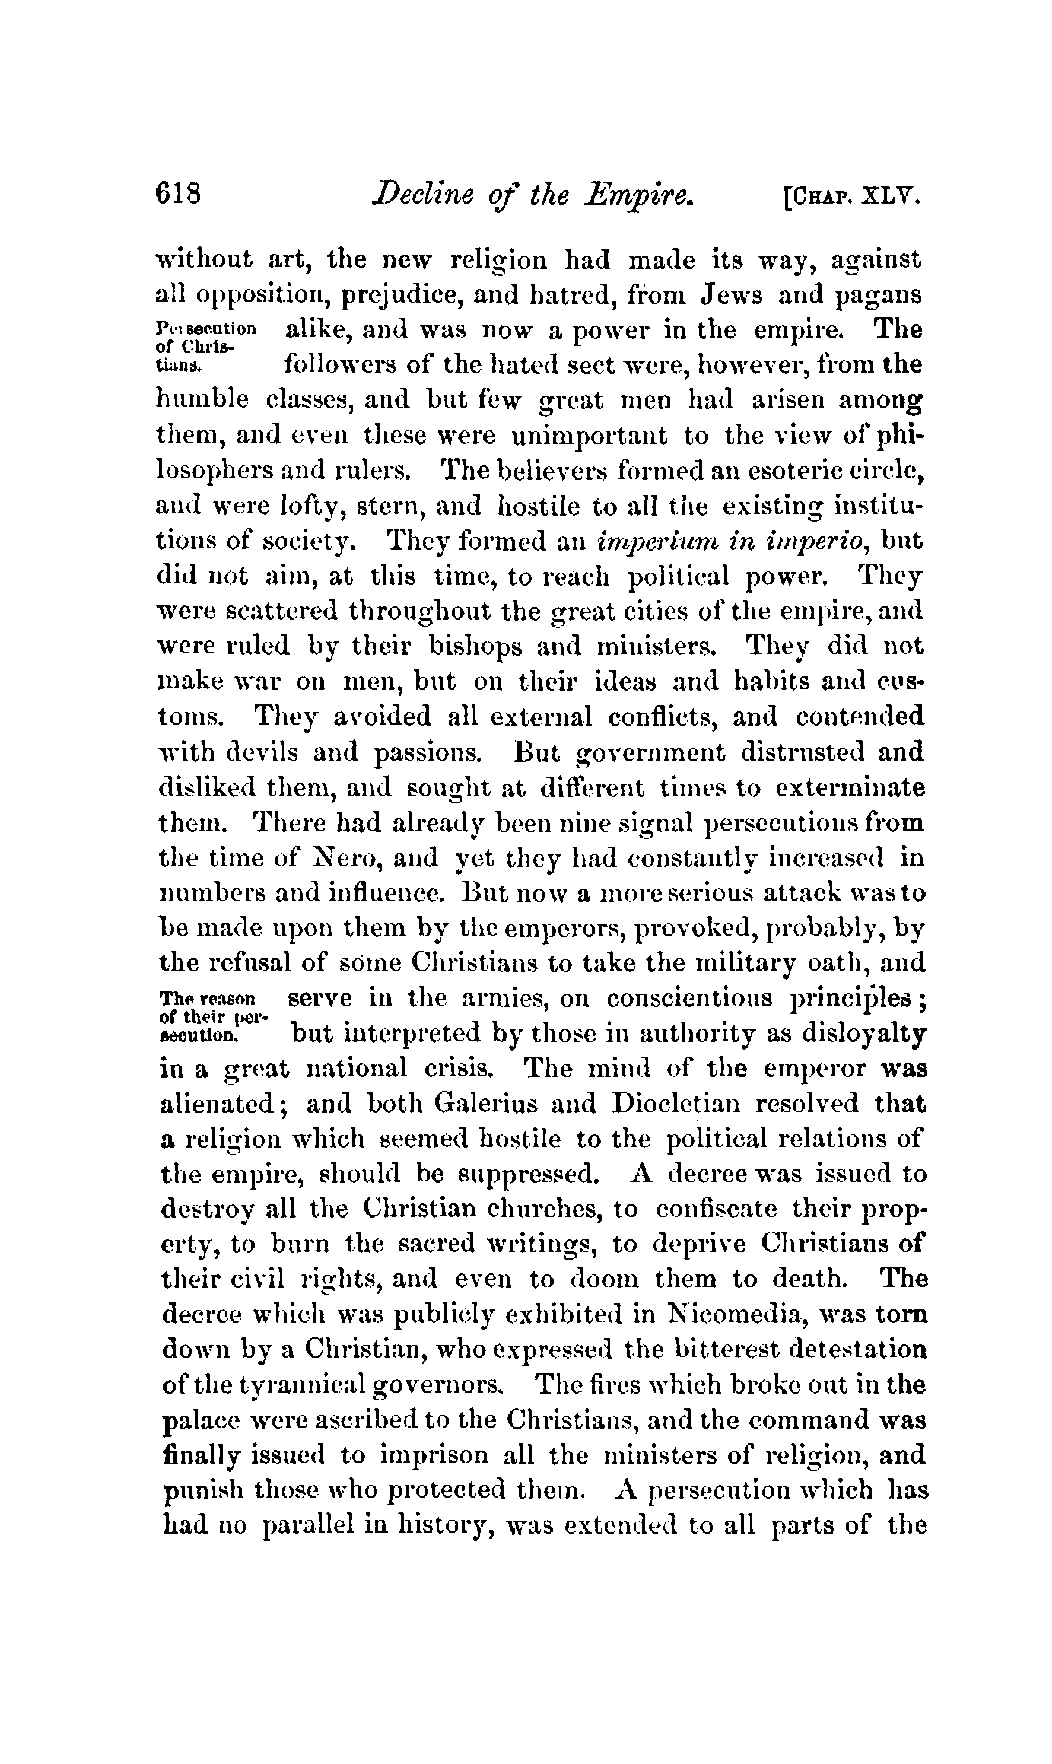 618 Decline of the Empire. [CHAP. XLV.
without art, the new religion had made its way, against
all opposition, prejudice, and hatred, from Jews and pagans
Persecution of Christians.
alike, and was now a power in the empire. The
followers of the hated sect were, however, from the
humble classes, and but few great men had arisen among
them, and even these were unimportant to the view of phi-
losophers and rulers. The believers formed an esoteric circle,
and were lofty, stern, and hostile to all the existing institu-
tions of society. They formed an imperium in imperio, but
did not aim, at this time, to reach political power. They
were scattered throughout the great cities of the empire, and
were ruled by their bishops and ministers. They did not
make war on men, but on their ideas and habits and cus-
toms. They avoided all external conflicts, and contended
with devils and passions. But government distrusted and
disliked them, and sought at different times to exterminate
them. There had already been nine signal persecutions from
the time of Nero, and yet they had constantly increased in
numbers and influence. But now a more serious attack was to
be made upon them by the emperors, provoked, probably, by
the refusal of some Christians to take the military oath, and
The reason
of their per-
secution.
serve in the armies, on conscientious principles;
but interpreted by those in authority as disloyalty
in a great national crisis. The mind of the emperor was
alienated; and both Galerius and Diocletian resolved that
a religion which seemed hostile to the political relations of
the empire, should be suppressed. A decree was issued to
destroy all the Christian churches, to confiscate their prop-
erty, to burn the sacred writings, to deprive Christians of
their civil rights, and even to doom them to death. The
decree which was publicly exhibited in Nicomedia, was torn
down by a Christian, who expressed the bitterest detestation
of the tyrannical governors. The fires which broke out in the
palace were ascribed to the Christians, and the command was
finally issued to imprison all the ministers of religion, and
punish those who protected them. A persecution which has
had no parallel in history, was extended to all parts of the